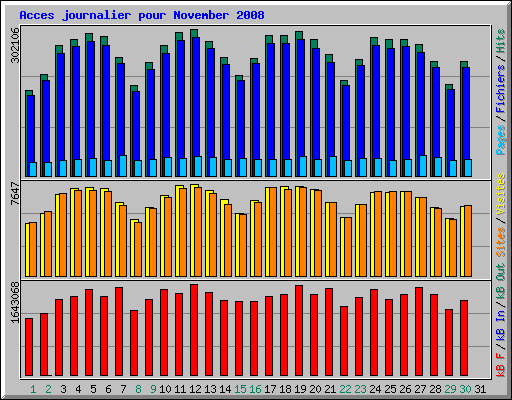 Acces journalier pour November 2008
302106
7647
1643068
Pages / Fichiers / Hits
Sites / Visites
kB F / kB In / kB Out
1 2 3 4 5 6 7 8 9 10 11 12 13 14 15 16 17 18 19 20 21 22 23 24 25 26 27 28 29 30 31